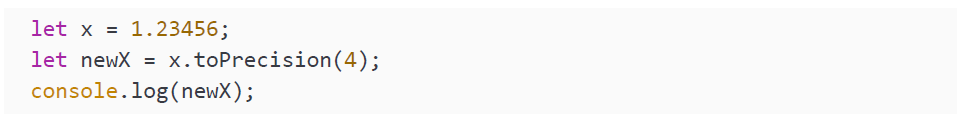 let x = 1.23456;
let newX = x.toPrecision(4);
console.log(newX);